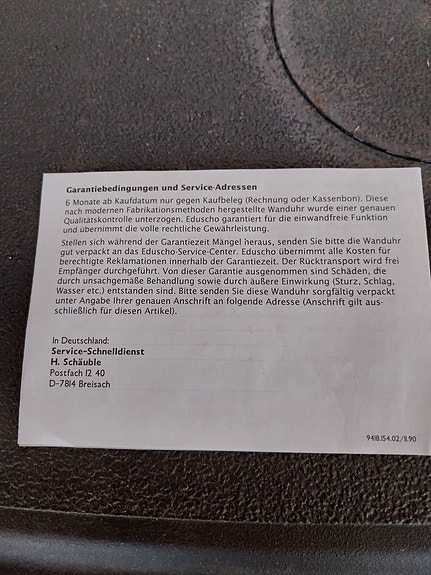 Garantiebedingungen und Service-Adressen
6 Monate ab Kaufdatum nur gegen Kaufbeleg (Rechnung oder Kassenbon). Diese
nach modernen Fabrikationsmethoden hergestellte Wanduhr wurde einer genauen
Qualitätskontrolle unterzogen. Eduscho garantiert für die einwandfreie Funktion
und übernimmt die volle rechtliche Gewährleistung.
Stellen sich während der Garantiezeit Mängel heraus, senden Sie bitte die Wanduhr
gut verpackt an das Eduscho-Service-Center. Eduscho übernimmt alle Kosten für
berechtigte Reklamationen innerhalb der Garantiezeit. Der Rücktransport wird frei
Empfänger durchgeführt. Von dieser Garantie ausgenommen sind Schäden, die
durch unsachgemäße Behandlung sowie durch äußere Einwirkung (Sturz, Schlag,
Wasser etc.) entstanden sind. Bitte senden Sie diese Wanduhr sorgfältig verpackt
unter Angabe Ihrer genauen Anschrift an folgende Adresse (Anschrift gilt aus-
schließlich für diesen Artikel).
In Deutschland:
Service-Schnelldienst
H. Schäuble
Postfach 12 40
D-7814 Breisach
9418.154.02/11.90